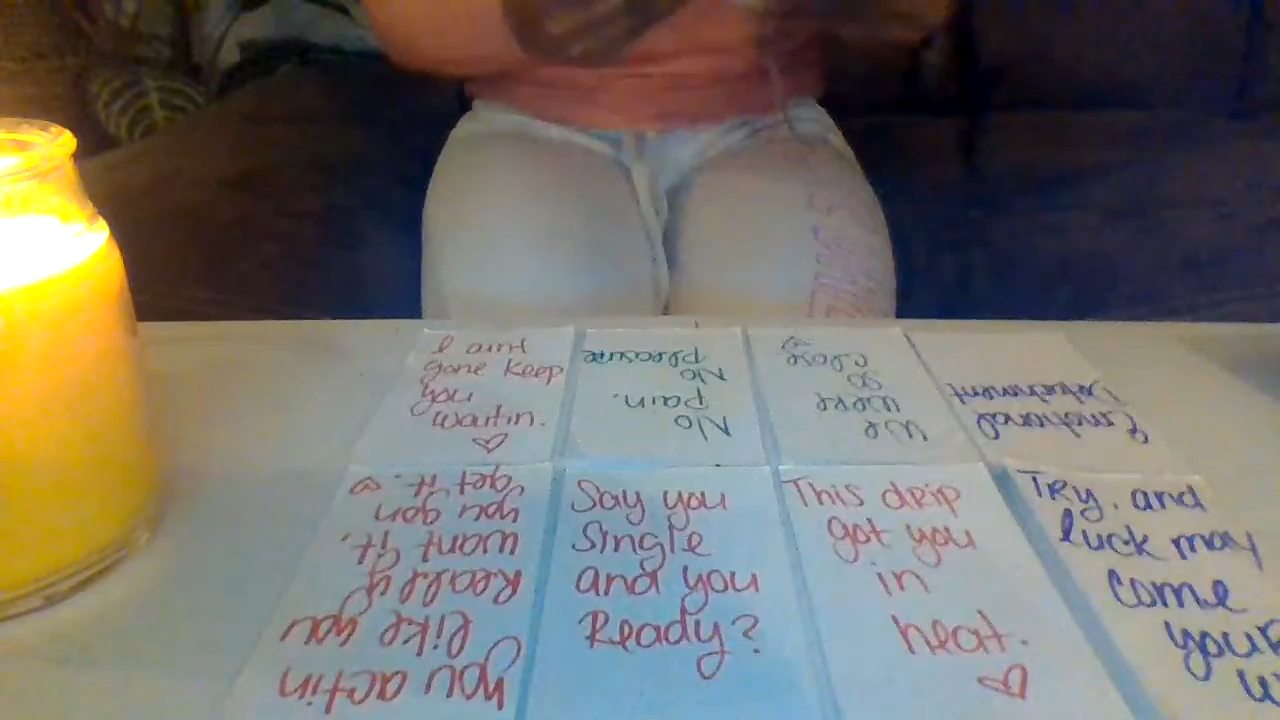 I aint
gone keep
you
waitin.
No
pain.
No
pleasure
We
were
so
close
Emotional
Detachment
You actin
like you
Really
want it,
you gon
get it.
Say you
Single
and you
Ready?
This drip
got you
in
heat.
Try, and
luck may
come
your